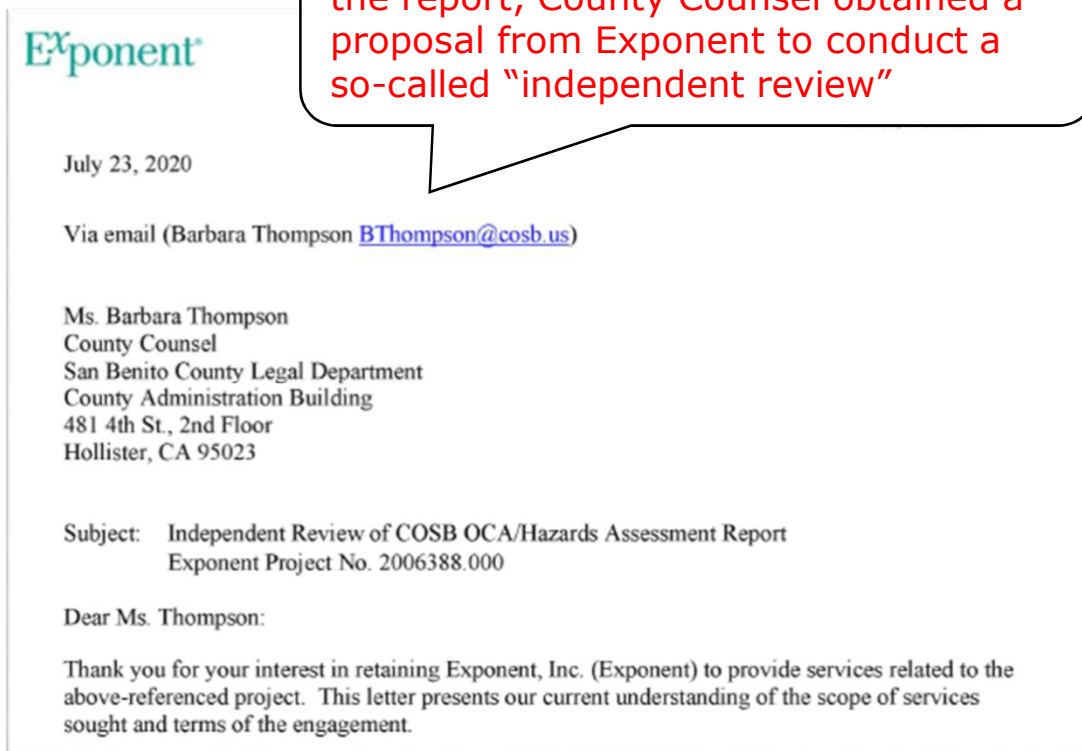 the report, County Counsel obtained a
proposal from Exponent to conduct a
so-called “independent review”
Exponent®
July 23, 2020
Via email (Barbara Thompson BThompson@cosb.us)
Ms. Barbara Thompson
County Counsel
San Benito County Legal Department
County Administration Building
481 4th St., 2nd Floor
Hollister, CA 95023
Subject: Independent Review of COSB OCA/Hazards Assessment Report
Exponent Project No. 2006388.000
Dear Ms. Thompson:
Thank you for your interest in retaining Exponent, Inc. (Exponent) to provide services related to the
above-referenced project. This letter presents our current understanding of the scope of services
sought and terms of the engagement.